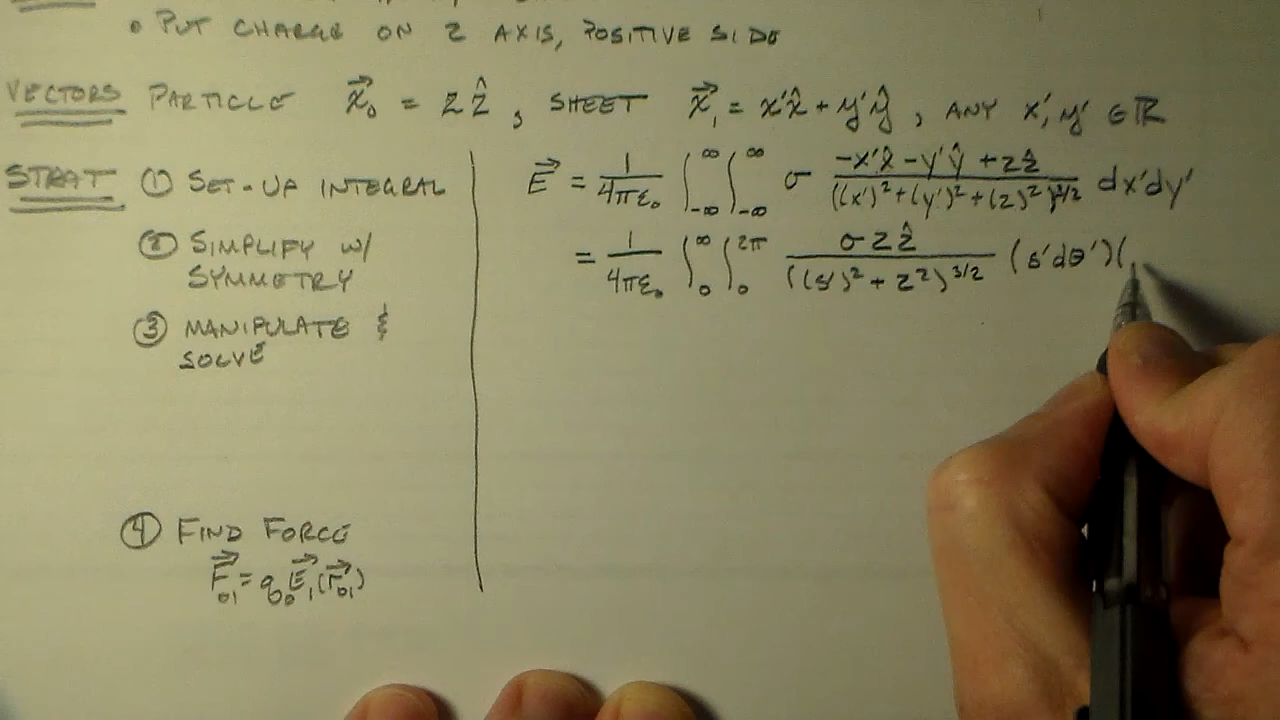 • PUT CHARGE ON Z AXIS, POSITIVE SIDE
VECTORS PARTICLE x⃗₀ = z ẑ, SHEET x⃗₁ = x'x̂ + y'ŷ, ANY x', y' ∈ ℝ
STRAT ① SET-UP INTEGRAL
② SIMPLIFY W/
SYMMETRY
③ MANIPULATE &
SOLVE
④ FIND FORCE
F⃗₀₁ = q₀E⃗₁(r⃗₀₁)
E⃗ = 1/(4πε₀) ∫_{-∞}^{∞} ∫_{-∞}^{∞} σ (-x'x̂ - y'ŷ + zẑ)/((x')² + (y')² + (z)²)^{3/2} dx'dy'
= 1/(4πε₀) ∫_0^{∞} ∫_0^{2π} σzẑ/((s')² + z²)^{3/2} (s'dθ')(